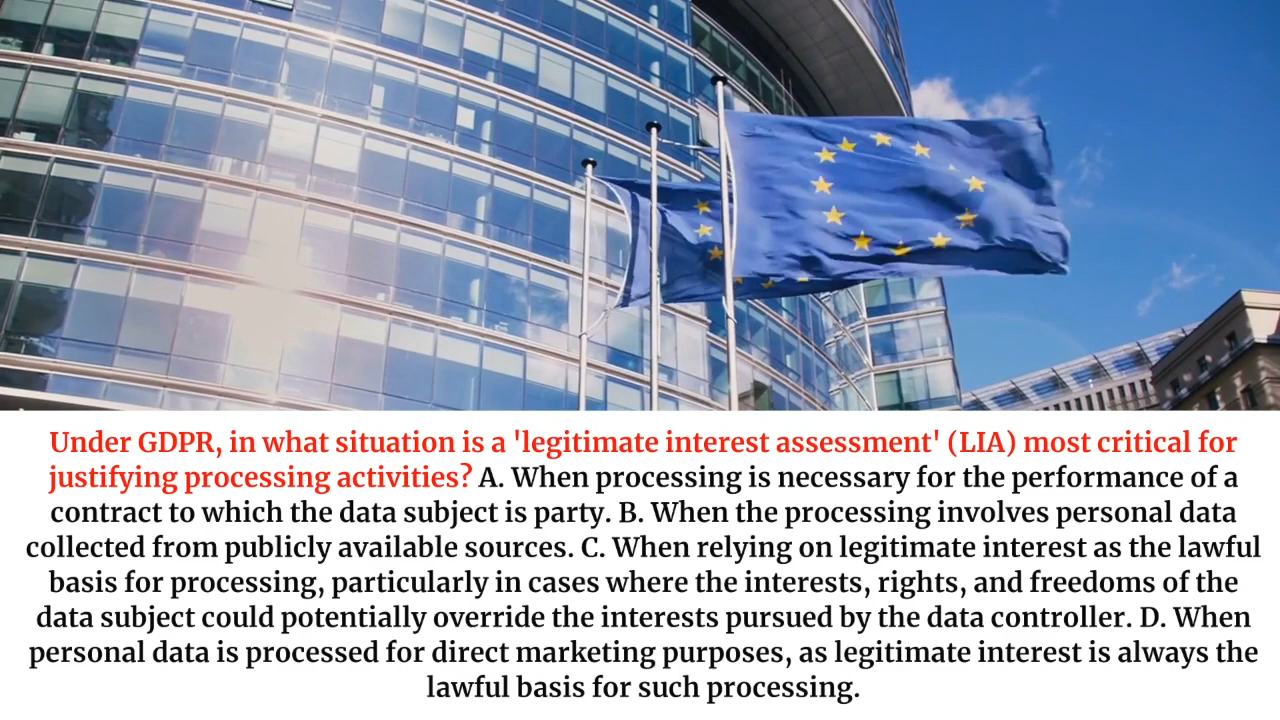 Under GDPR, in what situation is a 'legitimate interest assessment' (LIA) most critical for
justifying processing activities? A. When processing is necessary for the performance of a
contract to which the data subject is party. B. When the processing involves personal data
collected from publicly available sources. C. When relying on legitimate interest as the lawful
basis for processing, particularly in cases where the interests, rights, and freedoms of the
data subject could potentially override the interests pursued by the data controller. D. When
personal data is processed for direct marketing purposes, as legitimate interest is always the
lawful basis for such processing.